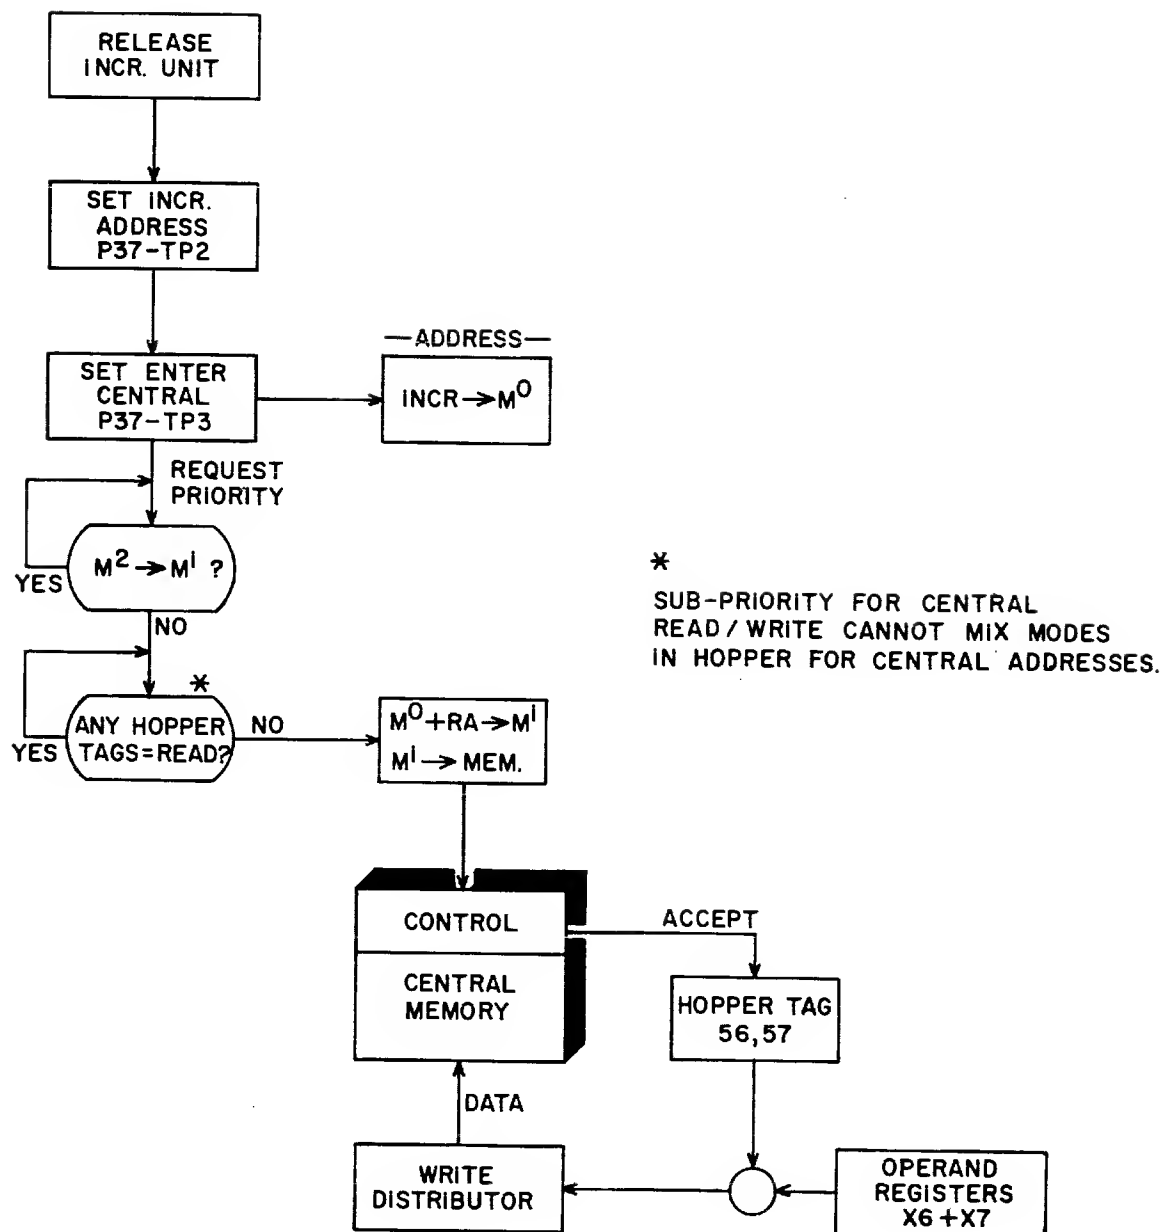 RELEASE
INCR. UNIT
SET INCR.
ADDRESS
P37-TP2
SET ENTER
CENTRAL
P37-TP3
—ADDRESS—
INCR→M⁰
REQUEST
PRIORITY
M²→Mⁱ ?
YES
NO
*
ANY HOPPER
TAGS=READ?
YES
NO
M⁰+RA→Mⁱ
Mⁱ→MEM.
*
SUB-PRIORITY FOR CENTRAL
READ/WRITE CANNOT MIX MODES
IN HOPPER FOR CENTRAL ADDRESSES.
CONTROL
CENTRAL
MEMORY
ACCEPT
HOPPER TAG
56,57
DATA
WRITE
DISTRIBUTOR
OPERAND
REGISTERS
X6+X7